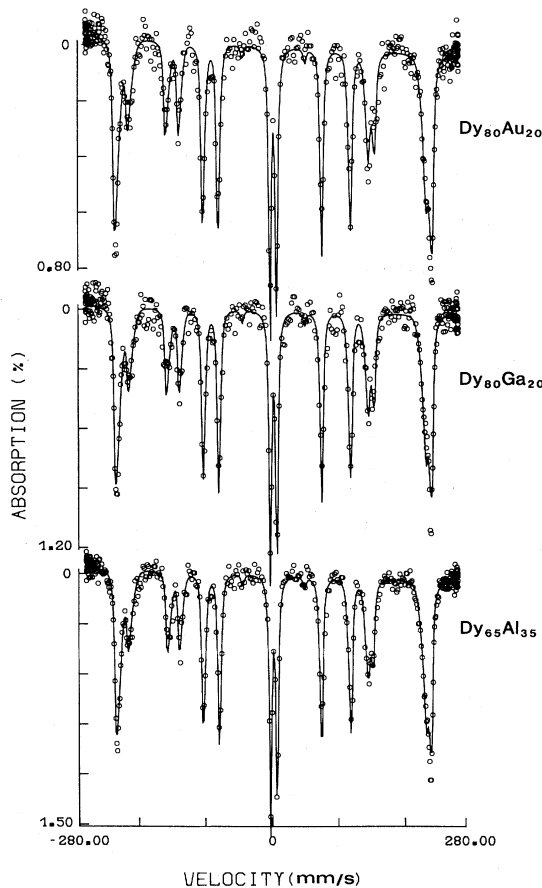 0
Dy80Au20
0.80
0
Dy80Ga20
ABSORPTION (%)
1.20
0
Dy65Al35
1.50
-280.00 0 280.00
VELOCITY (mm/s)